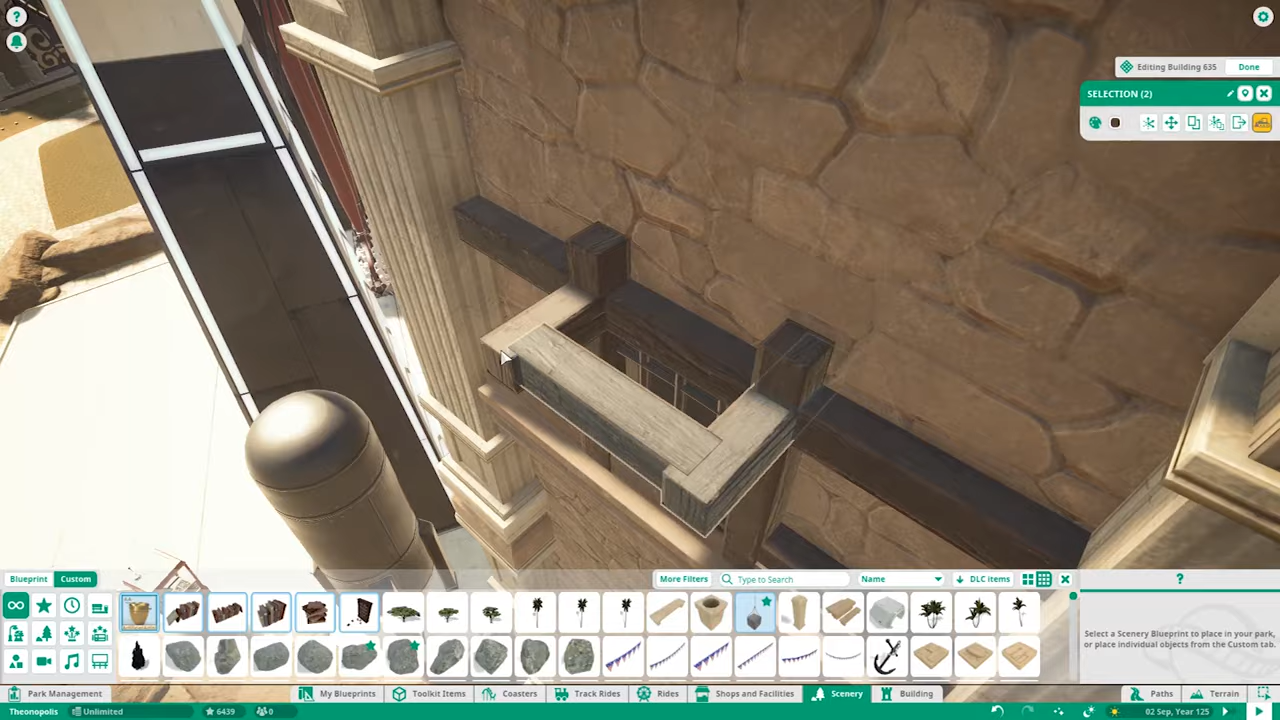 ?
Editing Building 635
Done
SELECTION (2)
Blueprint
Custom
More Filters
Type to Search
Name
DLC items
?
Select a Scenery Blueprint to place in your park,
or place individual objects from the Custom tab.
Park Management
My Blueprints
Toolkit Items
Coasters
Track Rides
Rides
Shops and Facilities
Scenery
Building
Paths
Terrain
Theonopolis
Unlimited
6439
0
02 Sep, Year 125